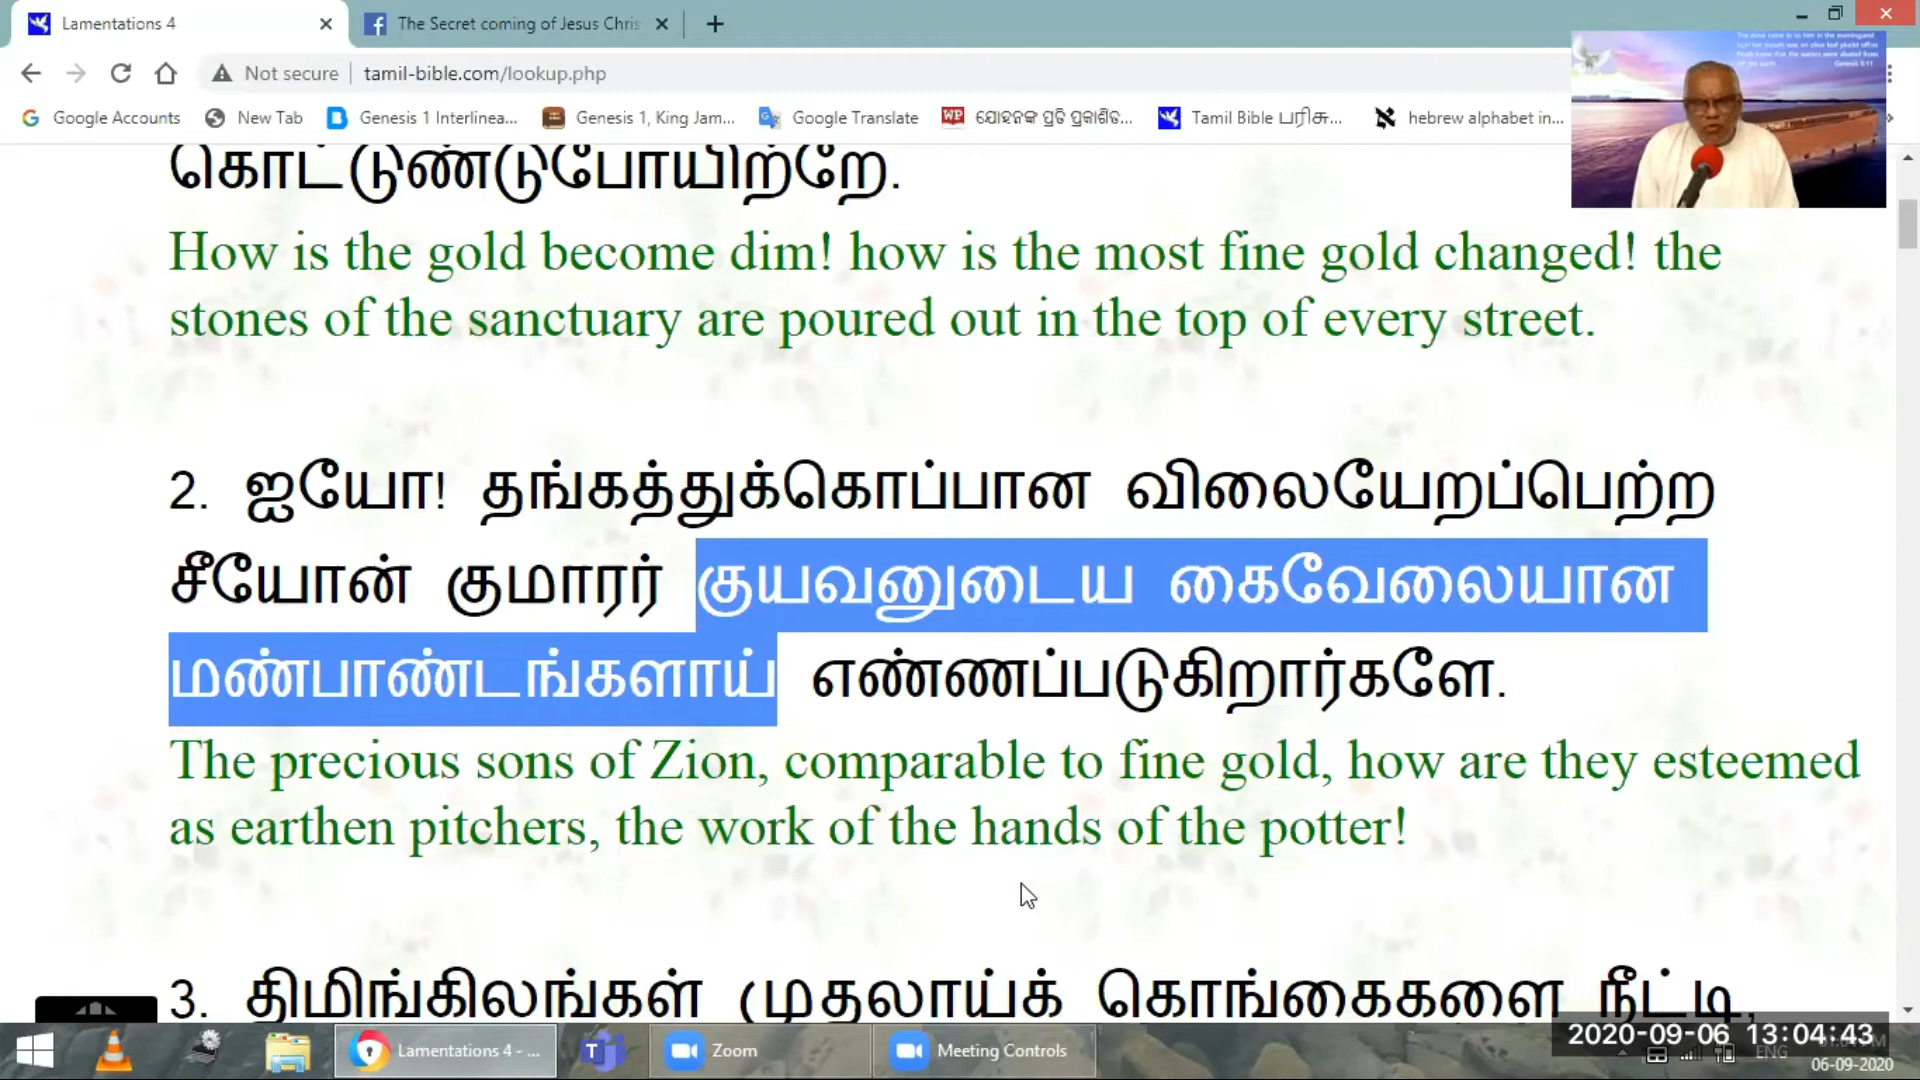 Lamentations 4
The Secret coming of Jesus Chris
Not secure
tamil-bible.com/lookup.php
Google Accounts
New Tab
Genesis 1 Interlinea...
Genesis 1, King Jam...
Google Translate
ଯୋହନଙ୍କ ପ୍ରତି ପ୍ରକାଶିତ...
Tamil Bible பரிசு...
hebrew alphabet in...
கொட்டுண்டுபோயிற்றே.
How is the gold become dim! how is the most fine gold changed! the
stones of the sanctuary are poured out in the top of every street.
2. ஐயோ! தங்கத்துக்கொப்பான விலையேறப்பெற்ற
சீயோன் குமாரர் குயவனுடைய கைவேலையான
மண்பாண்டங்களாய் எண்ணப்படுகிறார்களே.
The precious sons of Zion, comparable to fine gold, how are they esteemed
as earthen pitchers, the work of the hands of the potter!
3. திமிங்கிலங்கள் முதலாய்க் கொங்கைகளை நீட்டி,
Lamentations 4 - ...
Zoom
Meeting Controls
2020-09-06 13:04:43
ENG
06-09-2020